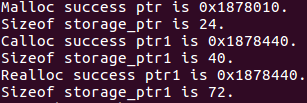 Malloc success ptr is 0x1878010.
Sizeof storage_ptr is 24.
Calloc success ptr1 is 0x1878440.
Sizeof storage_ptr1 is 40.
Realloc success ptr1 is 0x1878440.
Sizeof storage_ptr1 is 72.